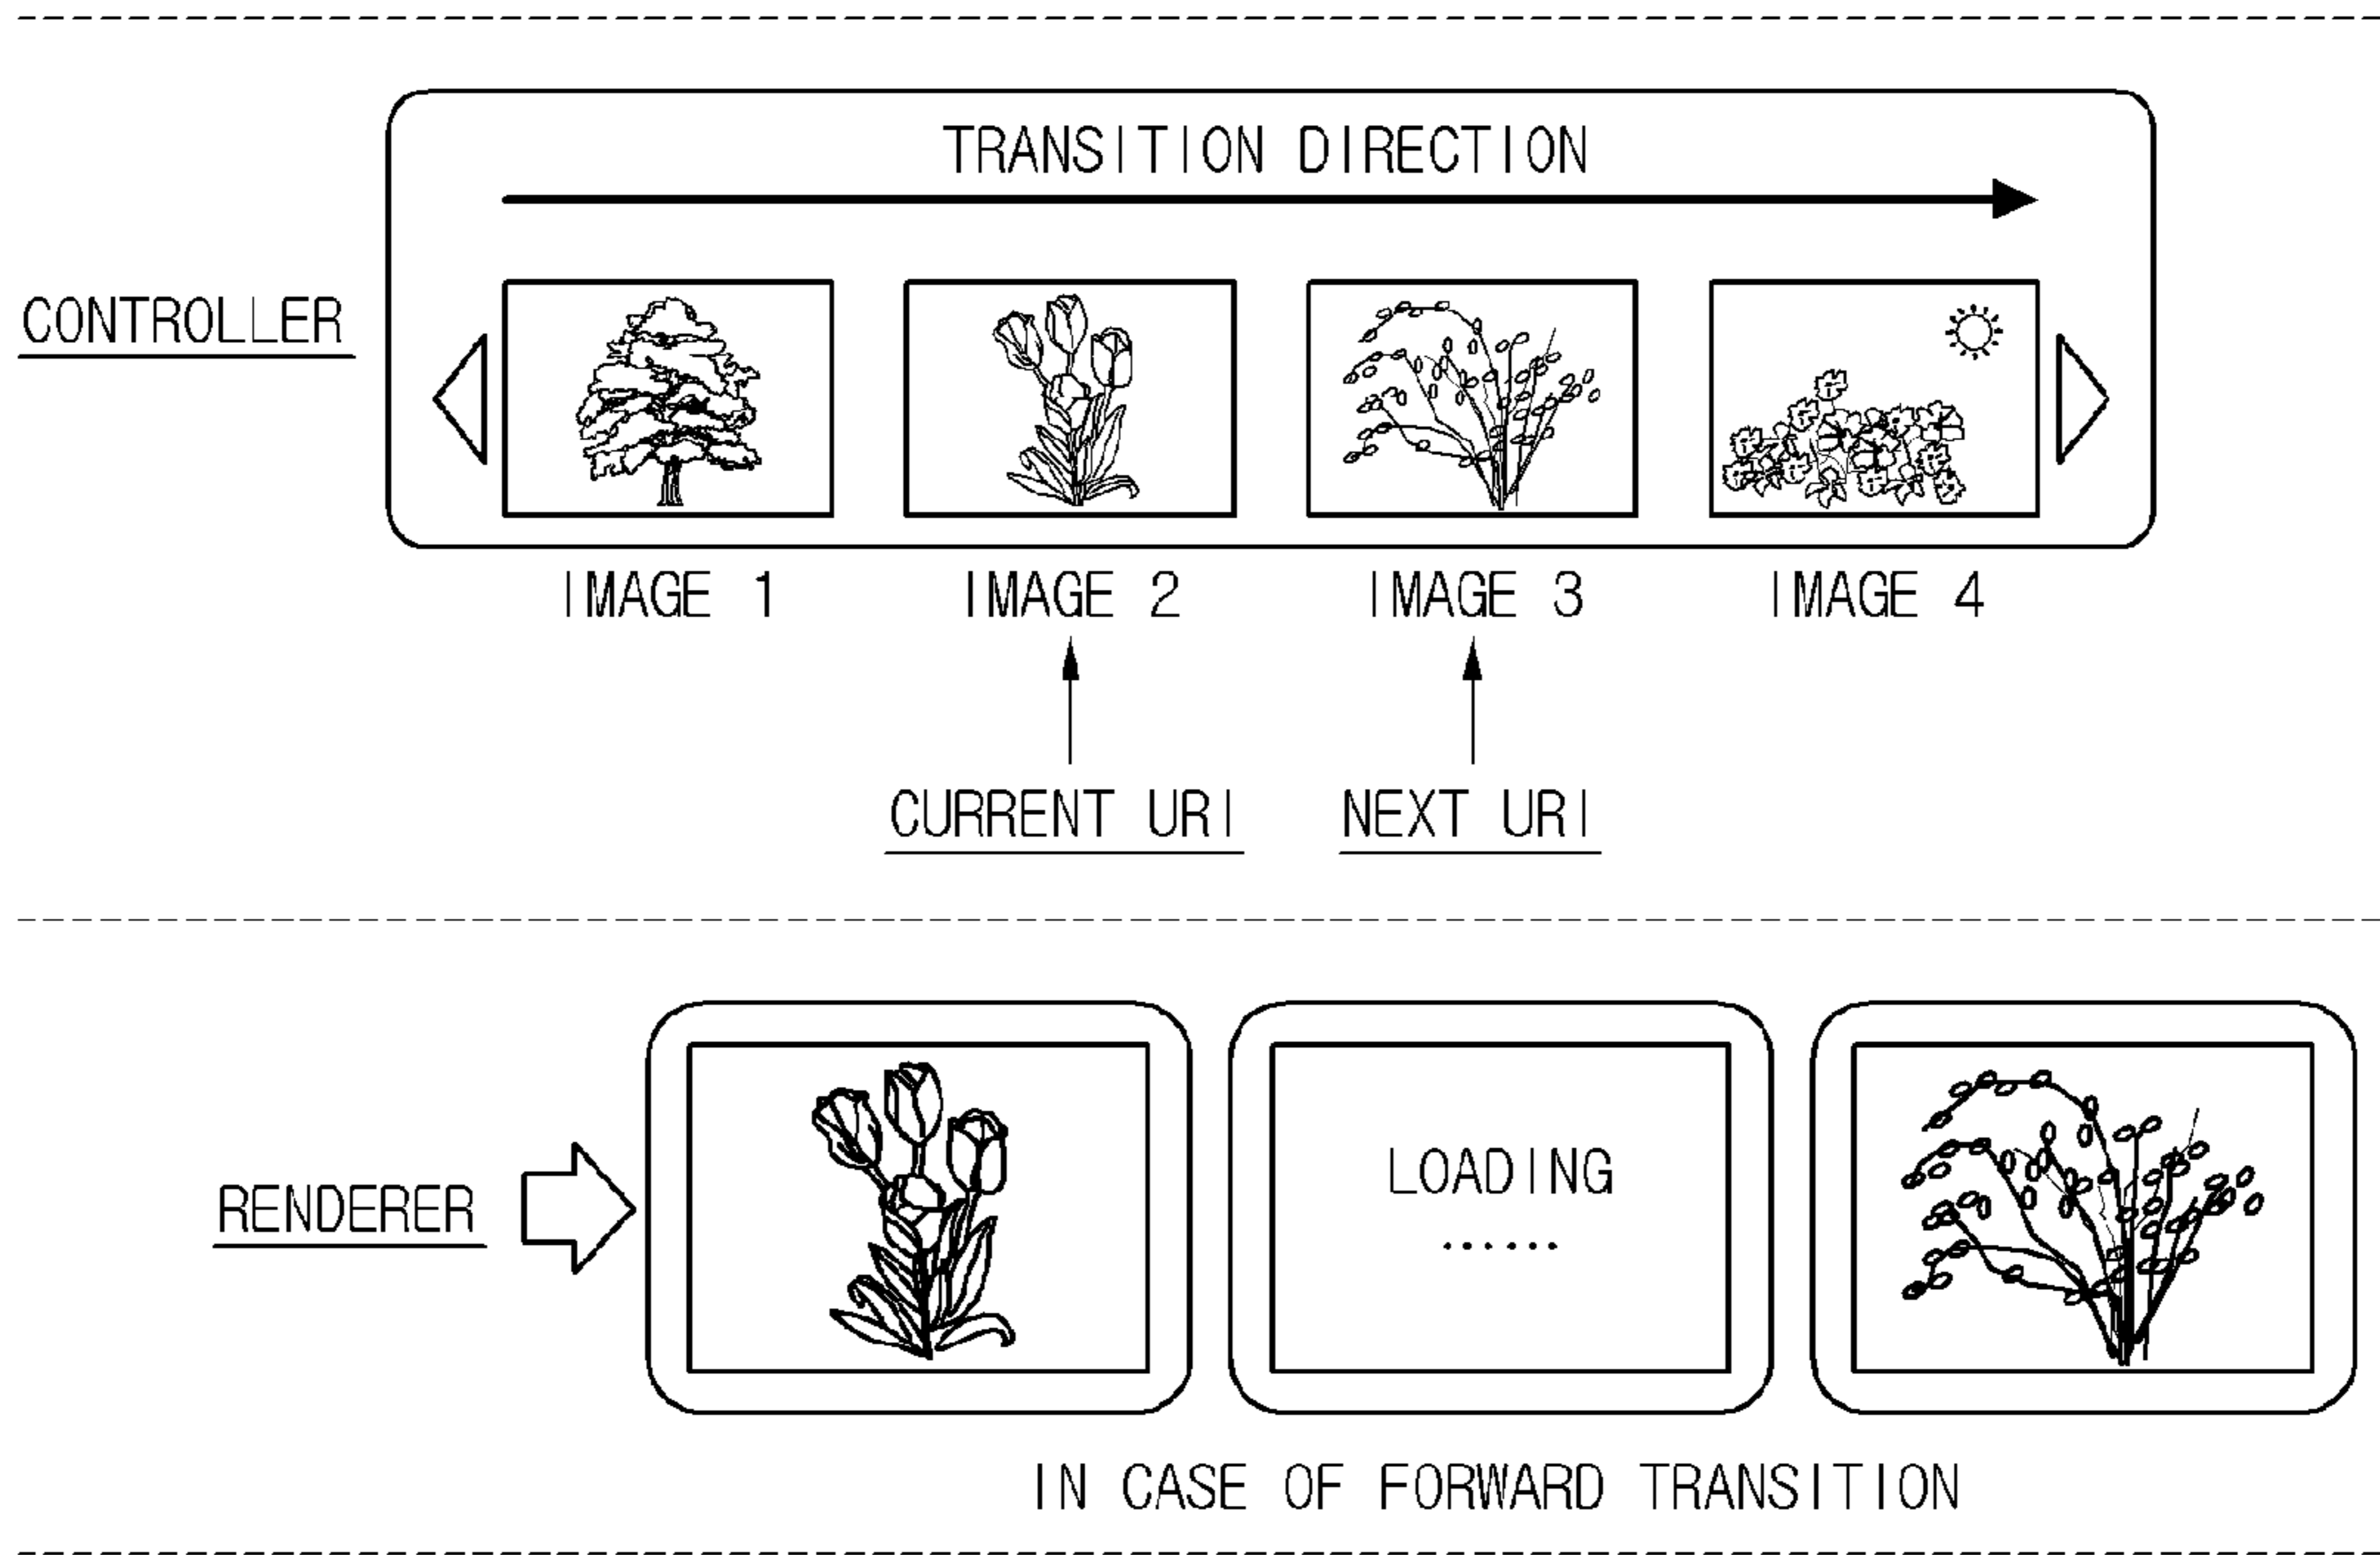 TRANSITION DIRECTION
CONTROLLER
IMAGE 1 IMAGE 2 IMAGE 3 IMAGE 4
CURRENT URI NEXT URI
LOADING
......
RENDERER
IN CASE OF FORWARD TRANSITION